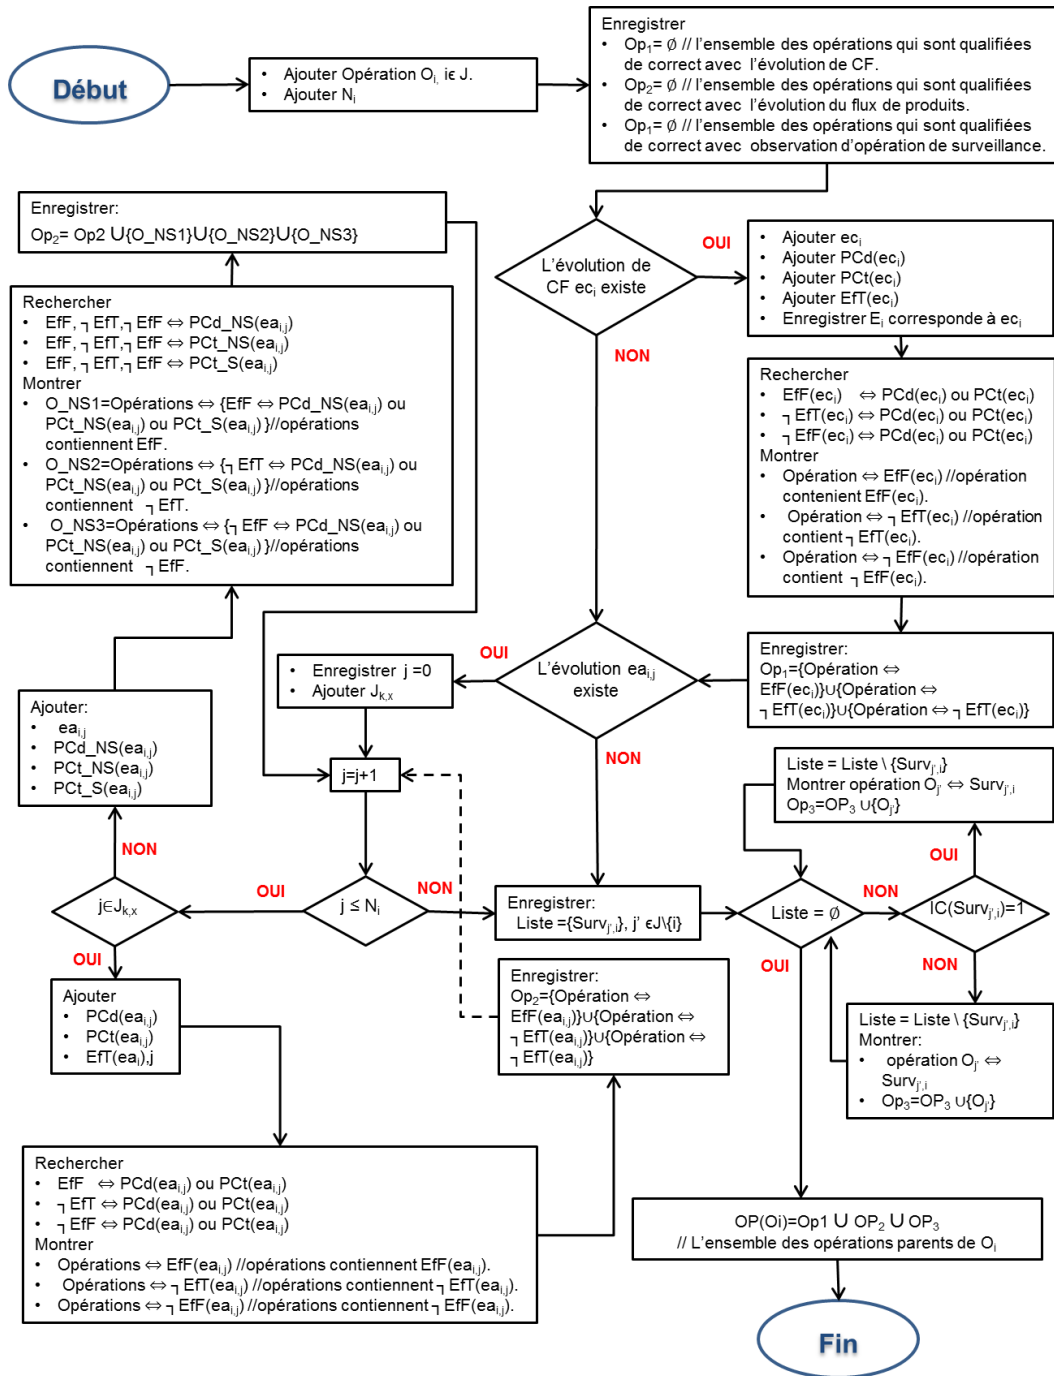 Début
• Ajouter Opération Oi, iϵ J.
• Ajouter Ni
Enregistrer
• Op1= ∅ // l'ensemble des opérations qui sont qualifiées
de correct avec l'évolution de CF.
• Op2= ∅ // l'ensemble des opérations qui sont qualifiées
de correct avec l'évolution du flux de produits.
• Op1= ∅ // l'ensemble des opérations qui sont qualifiées
de correct avec observation d'opération de surveillance.
L'évolution de
CF eci existe
OUI
NON
• Ajouter eci
• Ajouter PCd(eci)
• Ajouter PCt(eci)
• Ajouter EfT(eci)
• Enregistrer Ei corresponde à eci
Rechercher
• EfF(eci) ⇔ PCd(eci) ou PCt(eci)
• ┐EfT(eci) ⇔ PCd(eci) ou PCt(eci)
• ┐EfF(eci) ⇔ PCd(eci) ou PCt(eci)
Montrer
• Opération ⇔ EfF(eci) //opération
contenient EfF(eci).
• Opération ⇔ ┐EfT(eci) //opération
contient ┐EfT(eci).
• Opération ⇔ ┐EfF(eci) //opération
contient ┐EfF(eci).
Enregistrer:
Op1={Opération ⇔
EfF(eci)}∪{Opération ⇔
┐EfT(eci)}∪{Opération ⇔ ┐EfT(eci)}
L'évolution eai,j
existe
OUI
NON
• Enregistrer j =0
• Ajouter Jk,x
j=j+1
j ≤ Ni
OUI
NON
j∈Jk,x
NON
OUI
Ajouter:
• eai,j
• PCd_NS(eai,j)
• PCt_NS(eai,j)
• PCt_S(eai,j)
Rechercher
• EfF, ┐EfT,┐EfF ⇔ PCd_NS(eai,j)
• EfF, ┐EfT,┐EfF ⇔ PCt_NS(eai,j)
• EfF, ┐EfT,┐EfF ⇔ PCt_S(eai,j)
Montrer
• O_NS1=Opérations ⇔ {EfF ⇔ PCd_NS(eai,j) ou
PCt_NS(eai,j) ou PCt_S(eai,j) }//opérations
contiennent EfF.
• O_NS2=Opérations ⇔ {┐EfT ⇔ PCd_NS(eai,j) ou
PCt_NS(eai,j) ou PCt_S(eai,j) }//opérations
contiennent ┐EfT.
• O_NS3=Opérations ⇔ {┐EfF ⇔ PCd_NS(eai,j) ou
PCt_NS(eai,j) ou PCt_S(eai,j) }//opérations
contiennent ┐EfF.
Enregistrer:
Op2= Op2 ∪{O_NS1}∪{O_NS2}∪{O_NS3}
Ajouter
• PCd(eai,j)
• PCt(eai,j)
• EfT(eai),j
Rechercher
• EfF ⇔ PCd(eai,j) ou PCt(eai,j)
• ┐EfT ⇔ PCd(eai,j) ou PCt(eai,j)
• ┐EfF ⇔ PCd(eai,j) ou PCt(eai,j)
Montrer
• Opérations ⇔ EfF(eai,j) //opérations contiennent EfF(eai,j).
• Opérations ⇔ ┐EfT(eai,j) //opérations contiennent ┐EfT(eai,j).
• Opérations ⇔ ┐EfF(eai,j) //opérations contiennent ┐EfF(eai,j).
Enregistrer:
Op2={Opération ⇔
EfF(eai,j)}∪{Opération ⇔
┐EfT(eai,j)}∪{Opération ⇔
┐EfT(eai,j)}
Enregistrer:
Liste ={Survj',i}, j' ϵJ\{i}
Liste = ∅
NON
OUI
IC(Survj',i)=1
OUI
NON
Liste = Liste \ {Survj',i}
Montrer opération Oj' ⇔ Survj',i
Op3=OP3 ∪{Oj'}
Liste = Liste \ {Survj',i}
Montrer:
• opération Oj' ⇔
Survj',i
• Op3=OP3 ∪{Oj'}
OP(Oi)=Op1 ∪ OP2 ∪ OP3
// L'ensemble des opérations parents de Oi
Fin